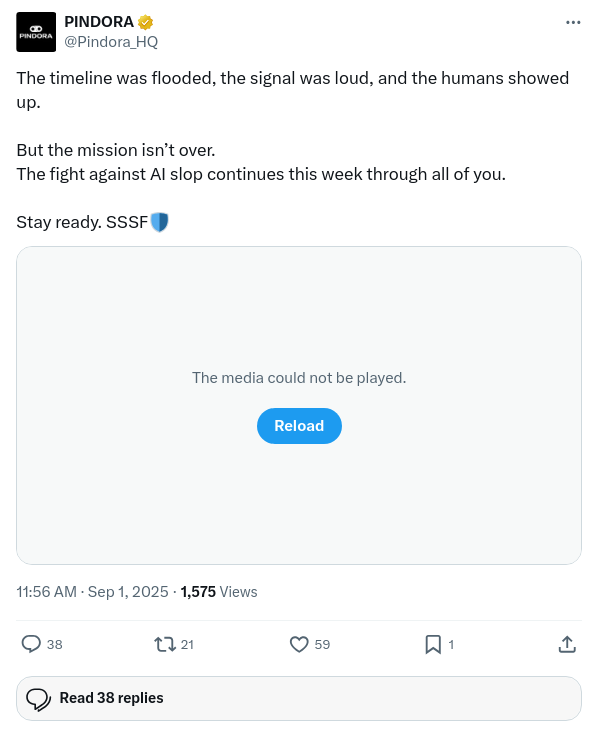 PINDORA
PINDORA
@Pindora_HQ
The timeline was flooded, the signal was loud, and the humans showed
up.
But the mission isn’t over.
The fight against AI slop continues this week through all of you.
Stay ready. SSSF
The media could not be played.
Reload
11:56 AM · Sep 1, 2025 · 1,575 Views
38 21 59 1
Read 38 replies